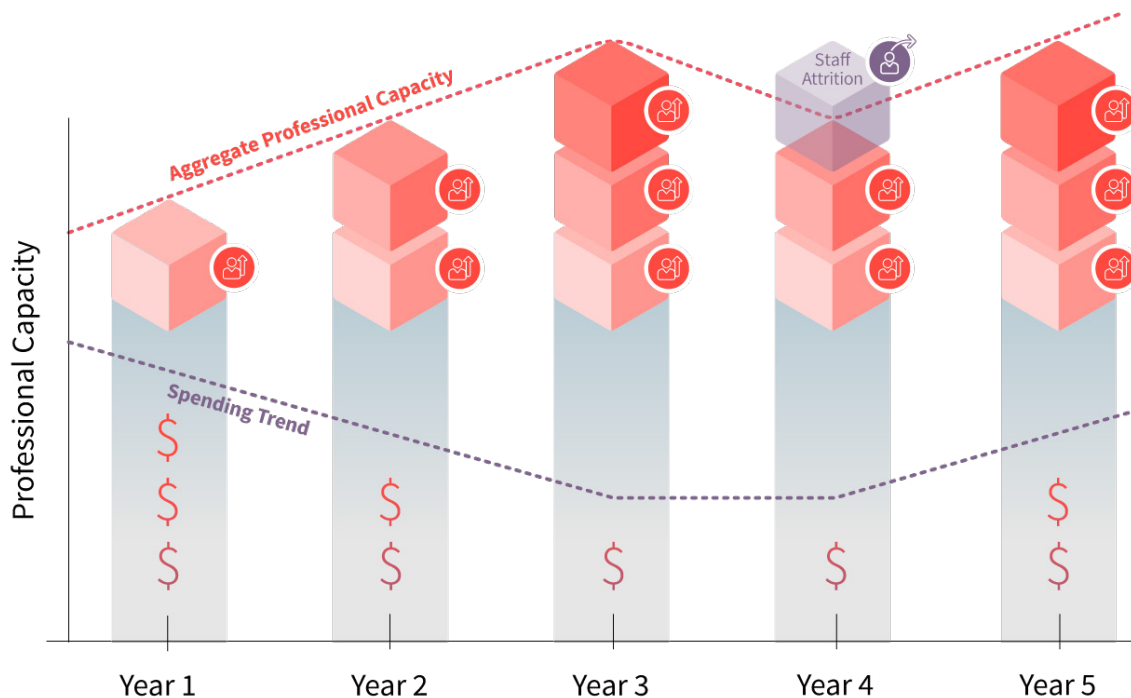 Staff
Attrition
Aggregate Professional Capacity
Professional Capacity
Spending Trend
$
$ $ $
$ $ $ $ $
Year 1 Year 2 Year 3 Year 4 Year 5